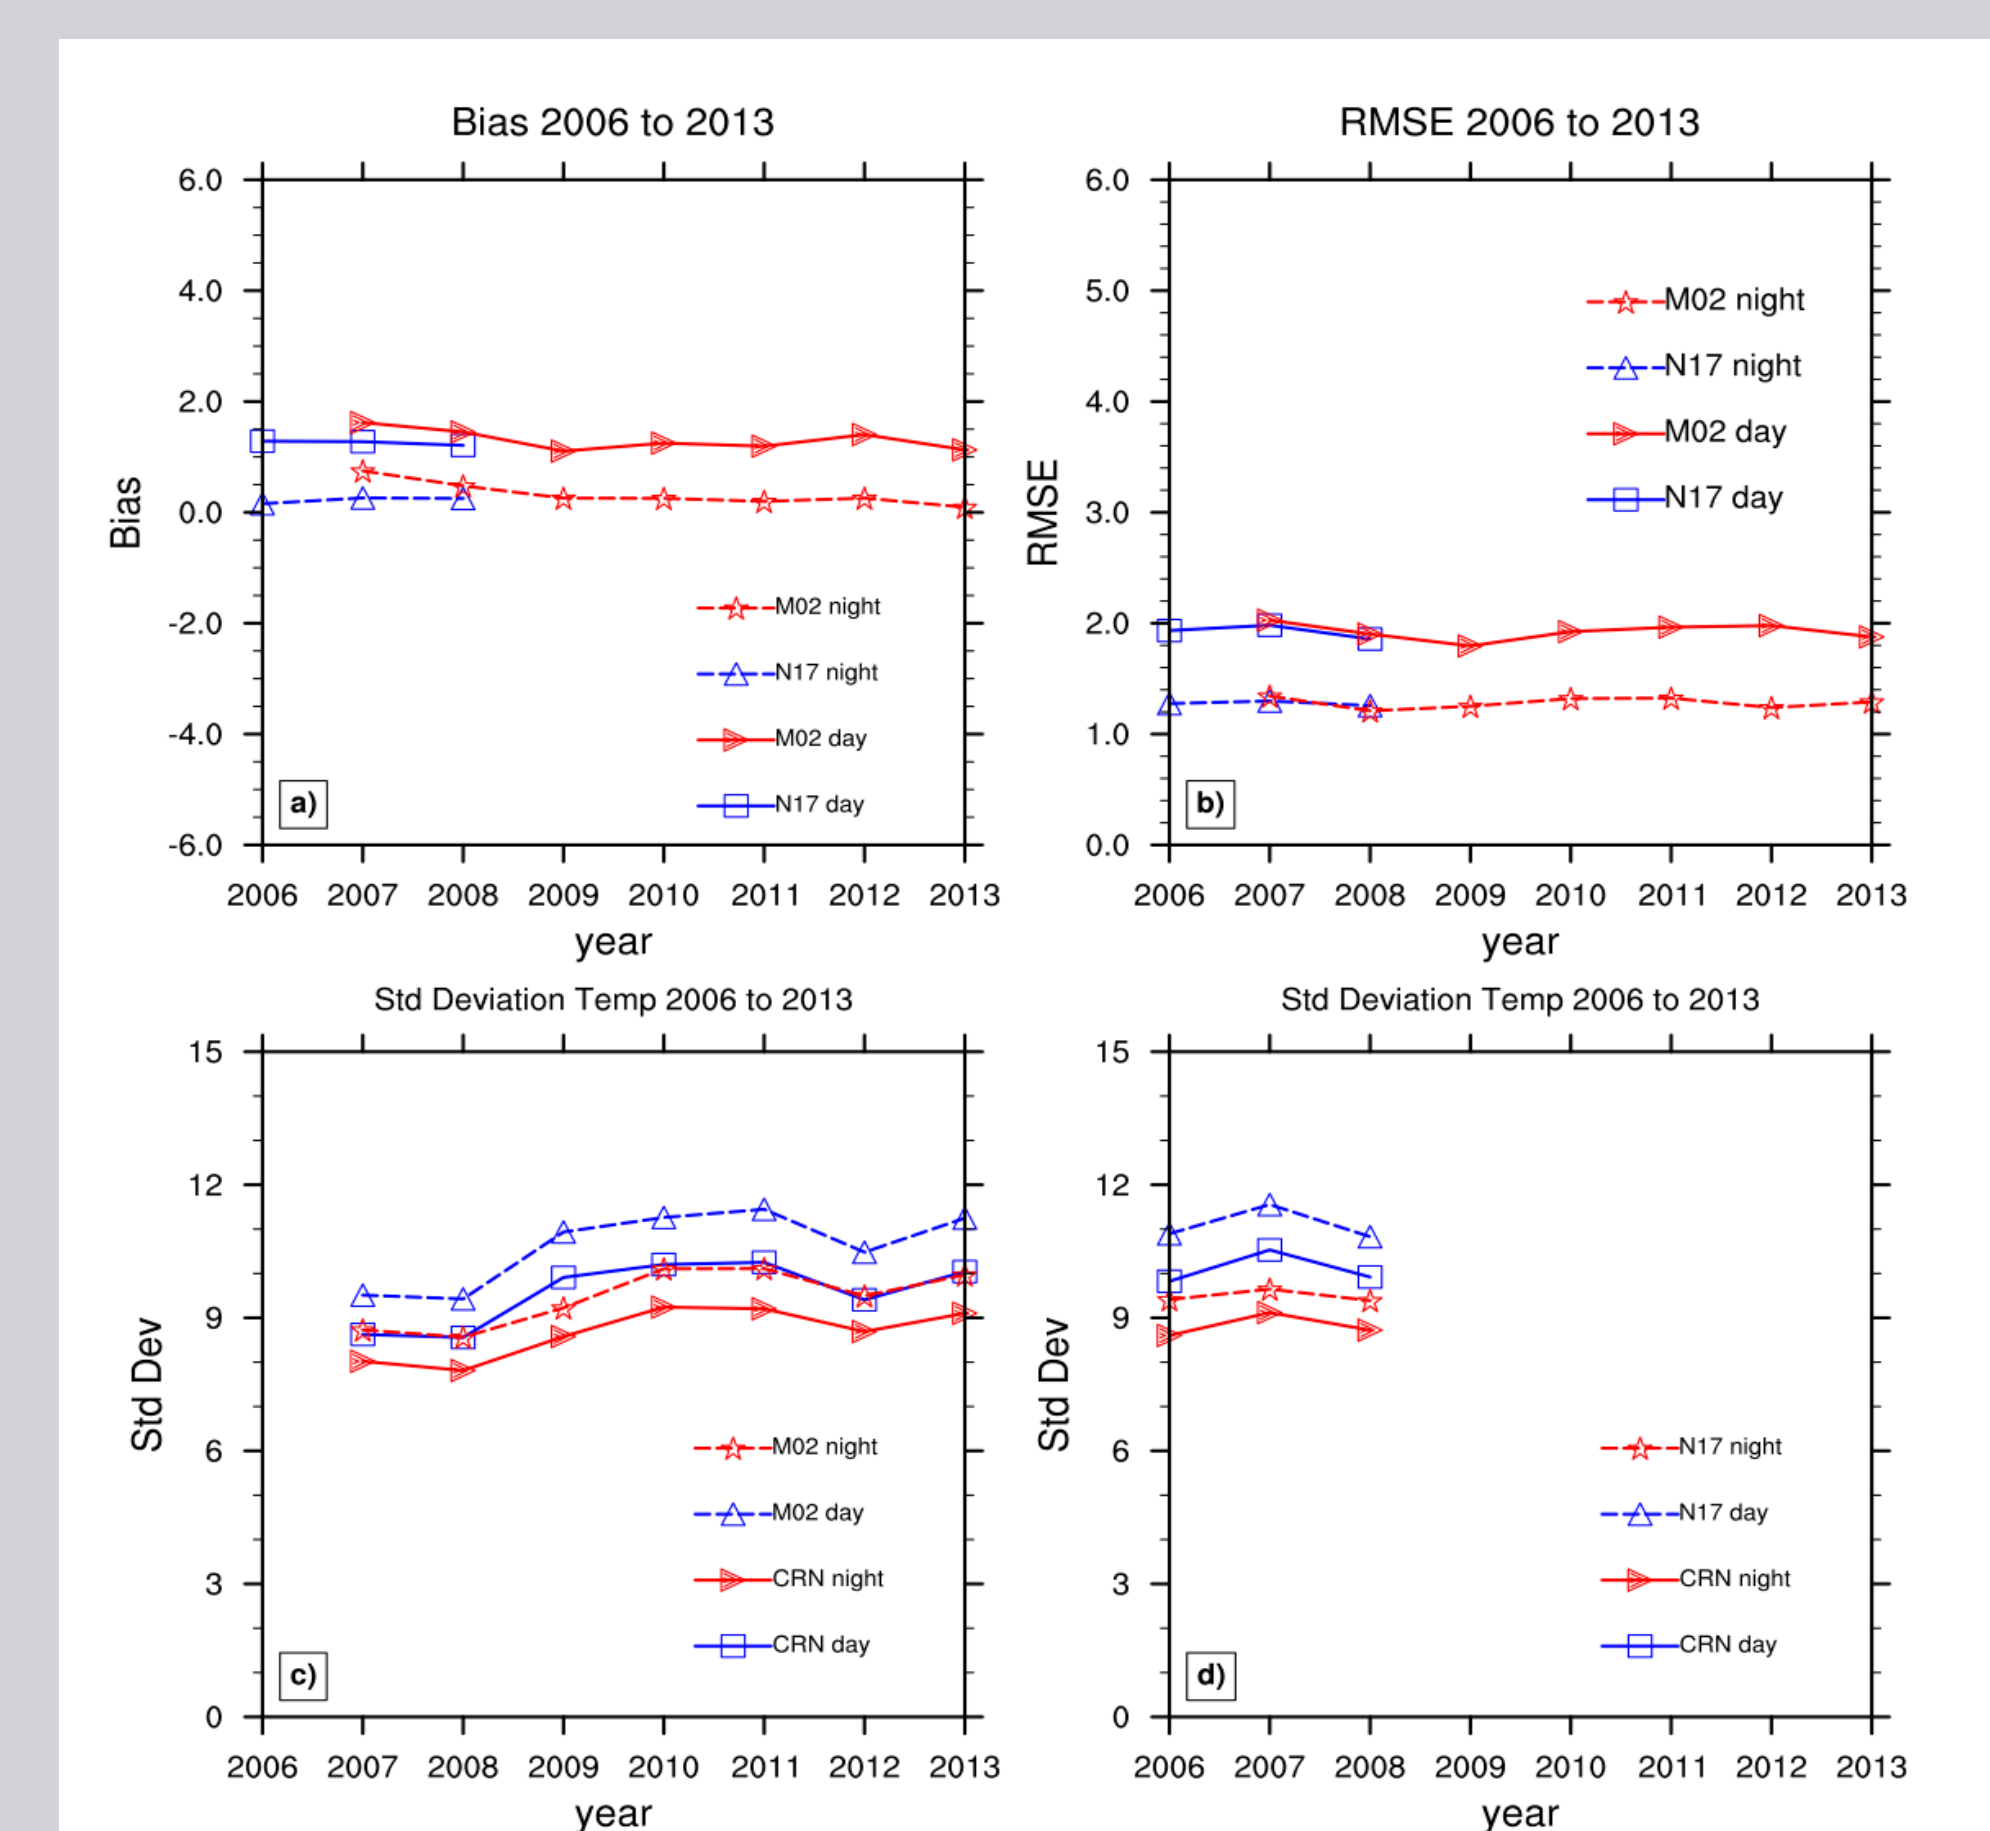 Bias 2006 to 2013
6.0
4.0
2.0
0.0
-2.0
-4.0
-6.0
Bias
M02 night
N17 night
M02 day
N17 day
a)
2006 2007 2008 2009 2010 2011 2012 2013
year
RMSE 2006 to 2013
6.0
5.0
4.0
3.0
2.0
1.0
0.0
RMSE
M02 night
N17 night
M02 day
N17 day
b)
2006 2007 2008 2009 2010 2011 2012 2013
year
Std Deviation Temp 2006 to 2013
15
12
9
6
3
0
Std Dev
M02 night
M02 day
CRN night
CRN day
c)
2006 2007 2008 2009 2010 2011 2012 2013
year
Std Deviation Temp 2006 to 2013
15
12
9
6
3
0
Std Dev
N17 night
N17 day
CRN night
CRN day
d)
2006 2007 2008 2009 2010 2011 2012 2013
year